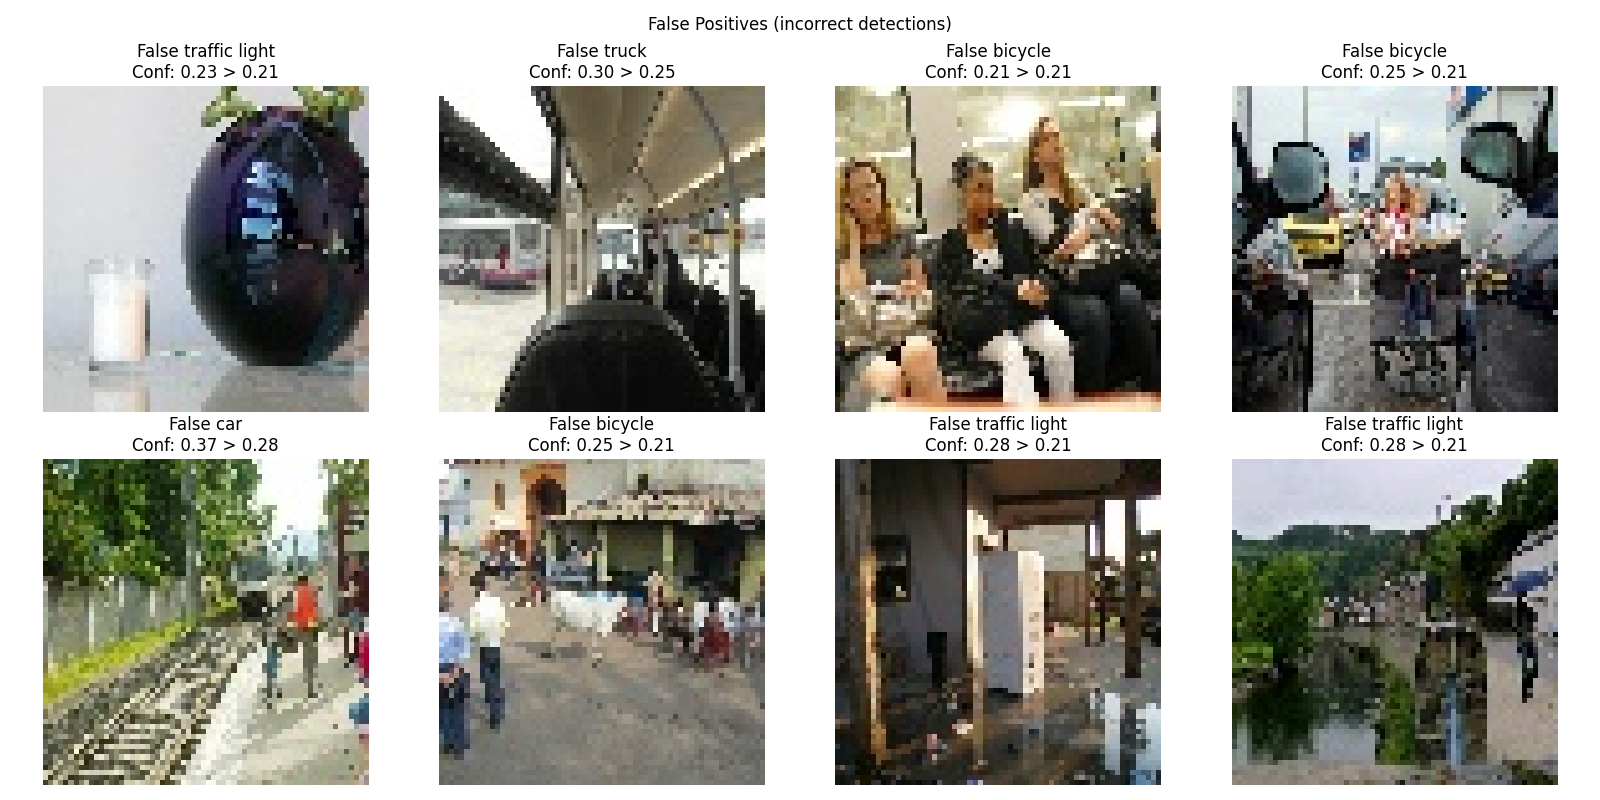 False Positives (incorrect detections)
False traffic light
Conf: 0.23 > 0.21
False truck
Conf: 0.30 > 0.25
False bicycle
Conf: 0.21 > 0.21
False bicycle
Conf: 0.25 > 0.21
False car
Conf: 0.37 > 0.28
False bicycle
Conf: 0.25 > 0.21
False traffic light
Conf: 0.28 > 0.21
False traffic light
Conf: 0.28 > 0.21